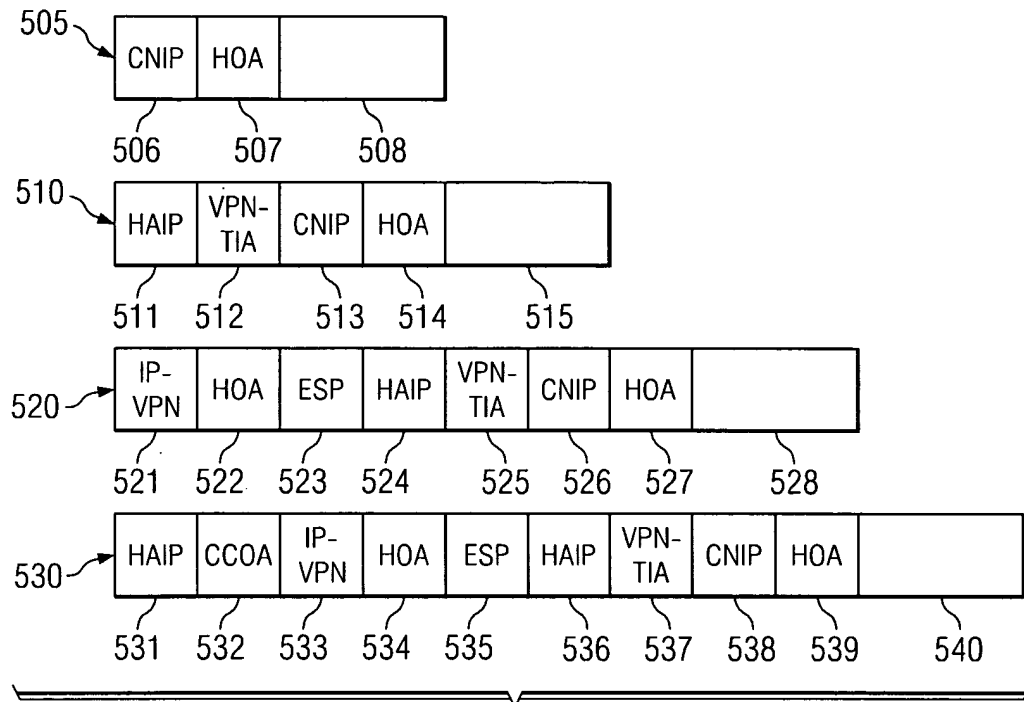 505
CNIP HOA
506 507 508
510
HAIP VPN-TIA CNIP HOA
511 512 513 514 515
520
IP-VPN HOA ESP HAIP VPN-TIA CNIP HOA
521 522 523 524 525 526 527 528
530
HAIP CCOA IP-VPN HOA ESP HAIP VPN-TIA CNIP HOA
531 532 533 534 535 536 537 538 539 540